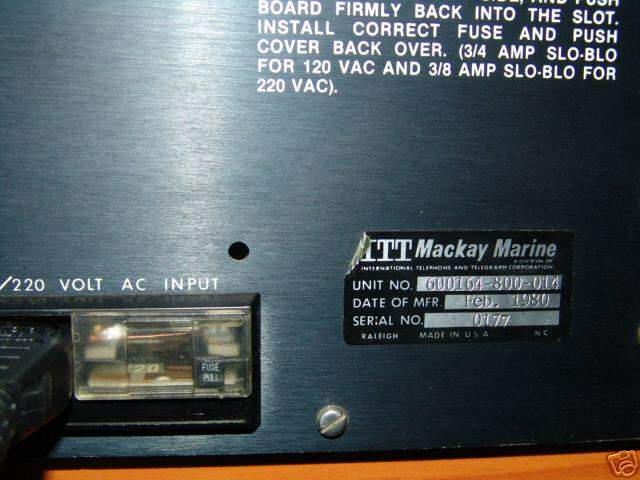 AND PUSH
BOARD FIRMLY BACK INTO THE SLOT.
INSTALL CORRECT FUSE AND PUSH
COVER BACK OVER. (3/4 AMP SLO-BLO
FOR 120 VAC AND 3/8 AMP SLO-BLO FOR
220 VAC).
/220 VOLT AC INPUT
FUSE
PULL
20
ITT Mackay Marine
A DIVISION OF
INTERNATIONAL TELEPHONE AND TELEGRAPH CORPORATION
UNIT NO. 600164-800-014
DATE OF MFR. Feb. 1980
SERIAL NO. 0177
RALEIGH MADE IN U.S.A. N.C.